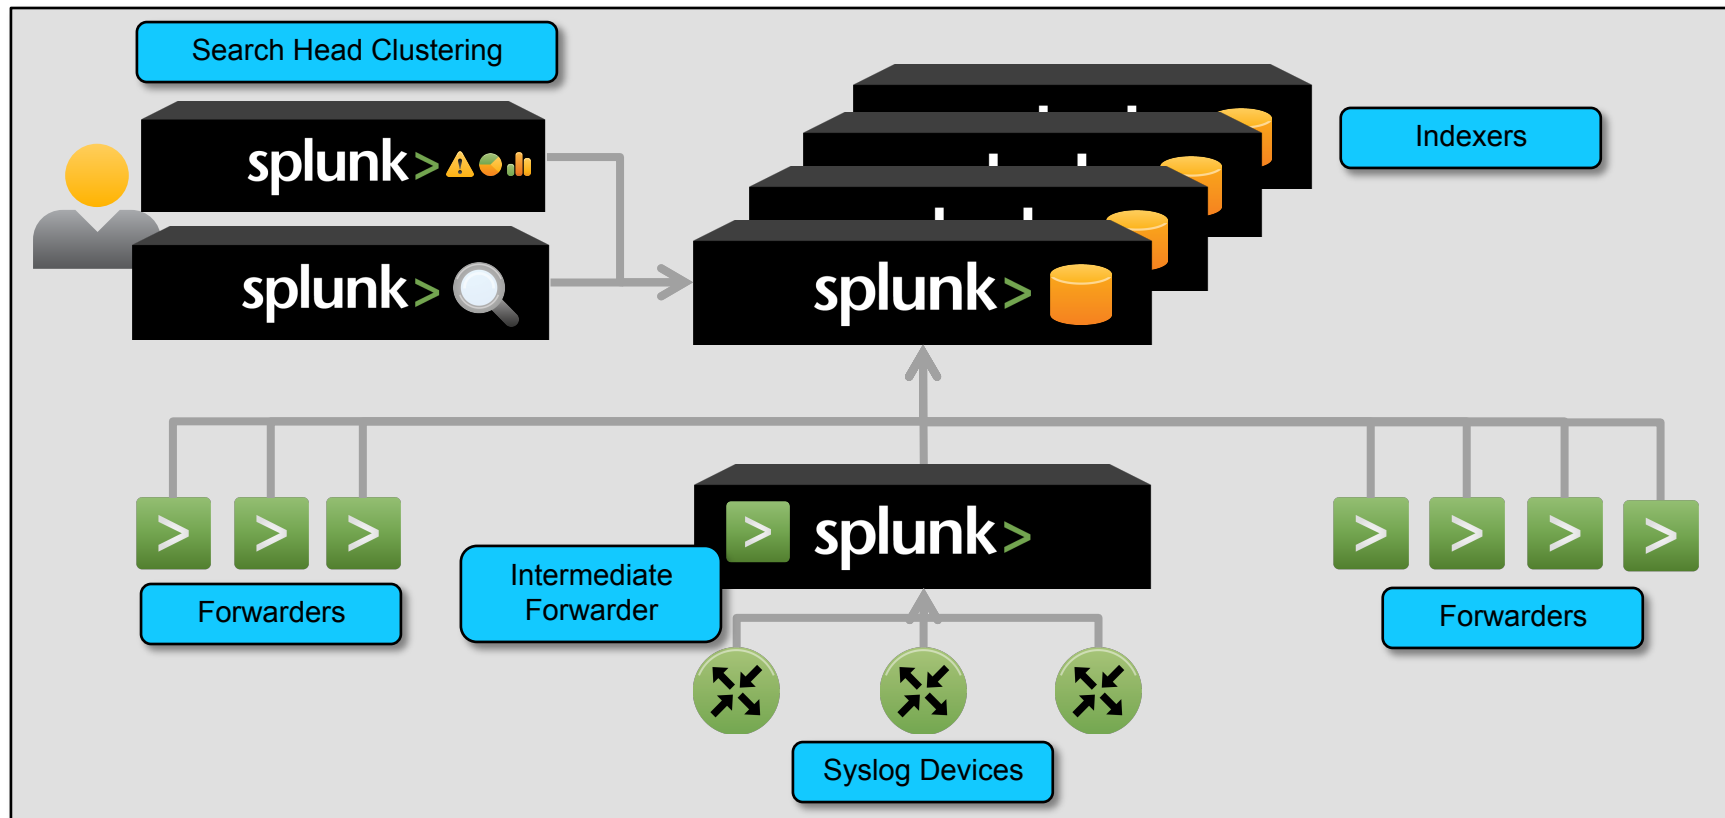 Search Head Clustering
splunk>
splunk>
Indexers
splunk>
splunk>
Intermediate
Forwarder
Forwarders
Forwarders
Syslog Devices